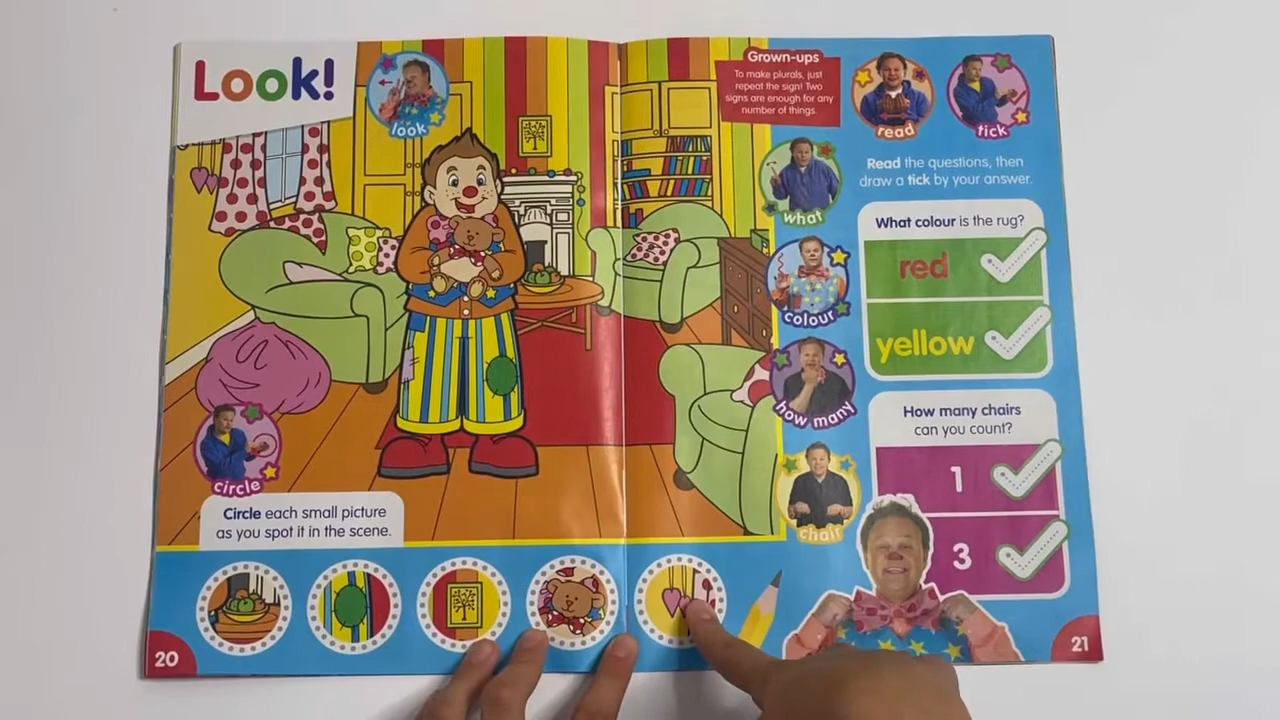 Look!
look
circle
Circle each small picture
as you spot it in the scene.
20
Grown-ups
To make plurals, just
repeat the sign! Two
signs are enough for any
number of things.
what
colour
how many
chair
read
tick
Read the questions, then
draw a tick by your answer.
What colour is the rug?
red
yellow
How many chairs
can you count?
1
3
21